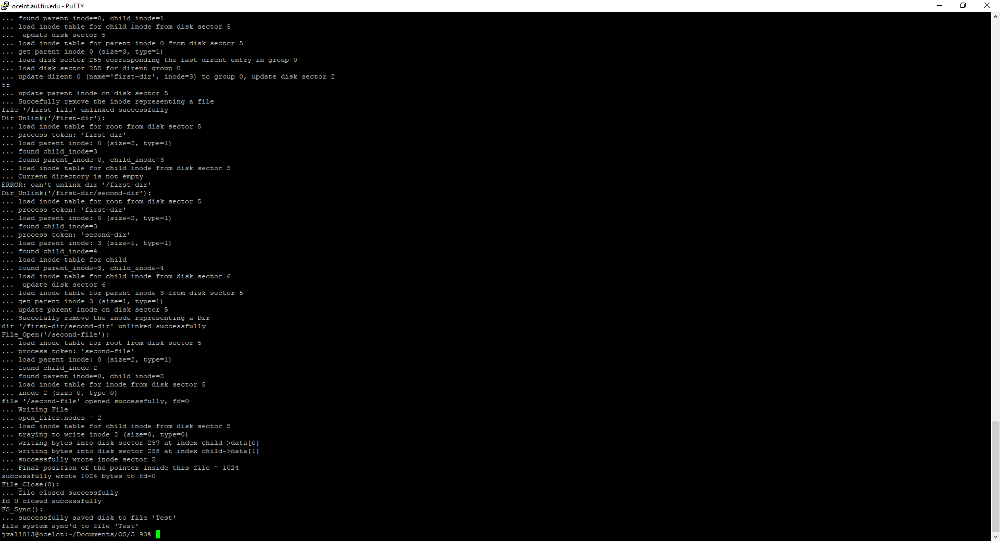 ocelot.aul.fiu.edu - PuTTY
... found parent_inode=0, child_inode=1
... load inode table for child inode from disk sector 5
...  update disk sector 5
... load inode table for parent inode 0 from disk sector 5
... get parent inode 0 (size=3, type=1)
... load disk sector 255 corresponding the last dirent entry in group 0
... load disk sector 255 for dirent group 0
... update dirent 0 (name='first-dir', inode=3) to group 0, update disk sector 2
55
... update parent inode on disk sector 5
... Succefully remove the inode representing a file
file '/first-file' unlinked successfully
Dir_Unlink('/first-dir'):
... load inode table for root from disk sector 5
... process token: 'first-dir'
... load parent inode: 0 (size=2, type=1)
... found child_inode=3
... found parent_inode=0, child_inode=3
... load inode table for child inode from disk sector 5
... Current directory is not empty
ERROR: can't unlink dir '/first-dir'
Dir_Unlink('/first-dir/second-dir'):
... load inode table for root from disk sector 5
... process token: 'first-dir'
... load parent inode: 0 (size=2, type=1)
... found child_inode=3
... process token: 'second-dir'
... load parent inode: 3 (size=1, type=1)
... found child_inode=4
... load inode table for child
... found parent_inode=3, child_inode=4
... load inode table for child inode from disk sector 6
...  update disk sector 6
... load inode table for parent inode 3 from disk sector 5
... get parent inode 3 (size=1, type=1)
... update parent inode on disk sector 5
... Succefully remove the inode representing a Dir
dir '/first-dir/second-dir' unlinked successfully
File_Open('/second-file'):
... load inode table for root from disk sector 5
... process token: 'second-file'
... load parent inode: 0 (size=2, type=1)
... found child_inode=2
... found parent_inode=0, child_inode=2
... load inode table for inode from disk sector 5
... inode 2 (size=0, type=0)
file '/second-file' opened successfully, fd=0
... Writing File
... open_files.nodes = 2
... load inode table for child inode from disk sector 5
... traying to write inode 2 (size=0, type=0)
... writing bytes into disk sector 257 at index child->data[0]
... writing bytes into disk sector 258 at index child->data[1]
... successfully wrote inode sector 5
... Final position of the pointer inside this file = 1024
successfully wrote 1024 bytes to fd=0
File_Close(0):
... file closed successfully
fd 0 closed successfully
FS_Sync():
... successfully saved disk to file 'Test'
file system sync'd to file 'Test'
jvall013@ocelot:~/Documents/OS/5 93%